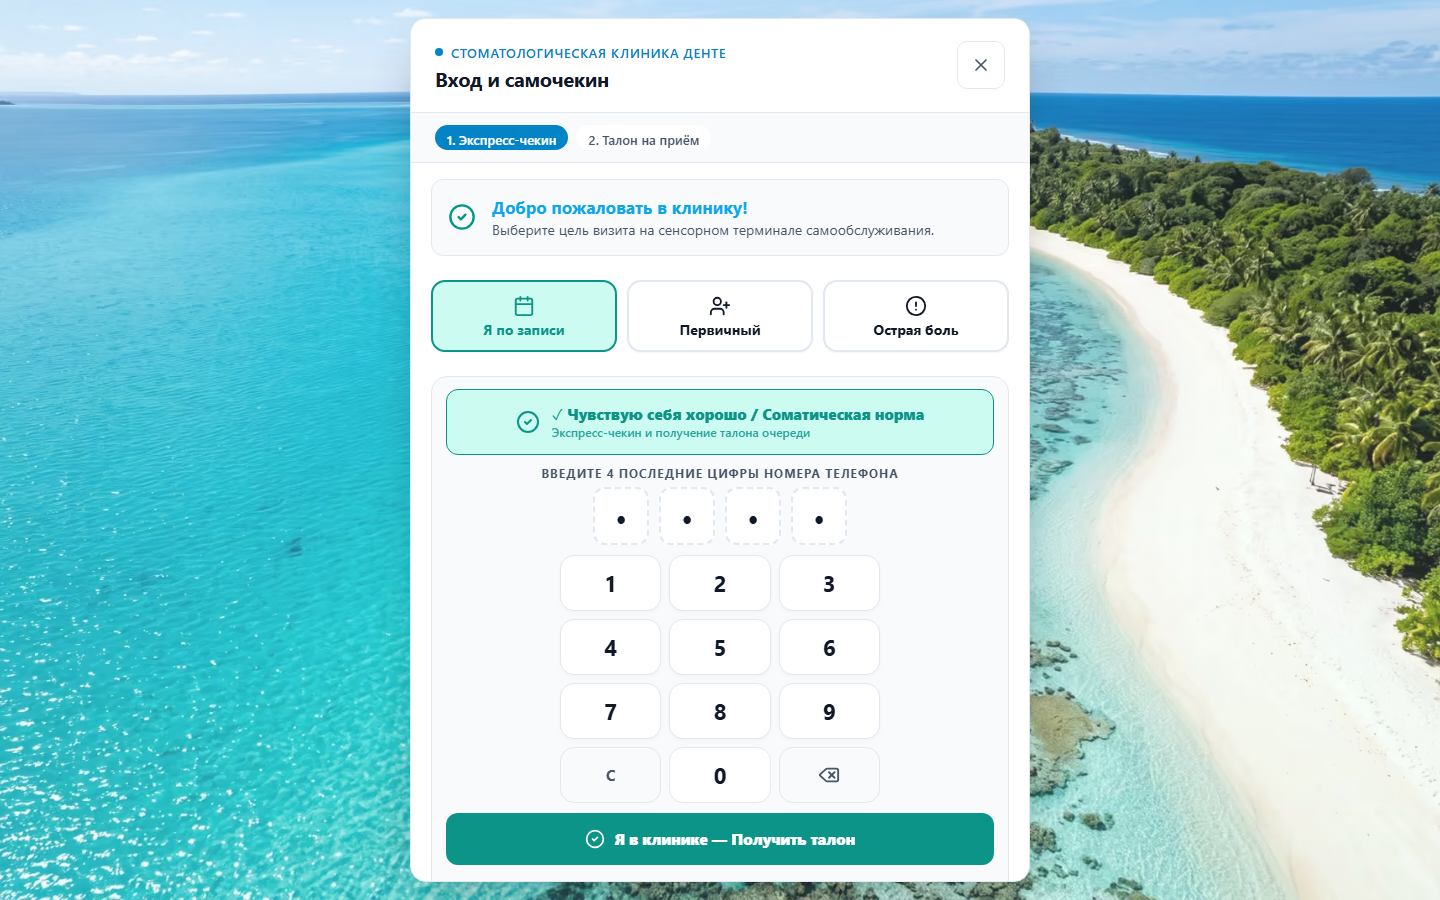 СТОМАТОЛОГИЧЕСКАЯ КЛИНИКА ДЕНТЕ
Вход и самочекин
1. Экспресс-чекин
2. Талон на приём
Добро пожаловать в клинику!
Выберите цель визита на сенсорном терминале самообслуживания.
Я по записи
Первичный
Острая боль
✓ Чувствую себя хорошо / Соматическая норма
Экспресс-чекин и получение талона очереди
ВВЕДИТЕ 4 ПОСЛЕДНИЕ ЦИФРЫ НОМЕРА ТЕЛЕФОНА
• • • •
1 2 3
4 5 6
7 8 9
C 0
Я в клинике — Получить талон